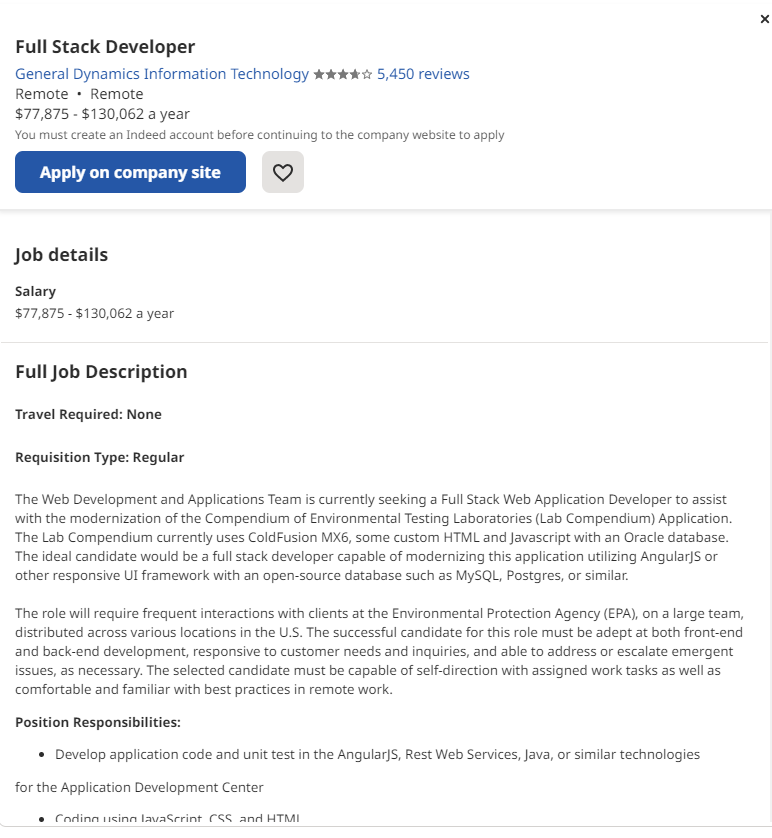 ×
Full Stack Developer
General Dynamics Information Technology ★★★★☆ 5,450 reviews
Remote • Remote
$77,875 - $130,062 a year
You must create an Indeed account before continuing to the company website to apply
Apply on company site
Job details
Salary
$77,875 - $130,062 a year
Full Job Description
Travel Required: None
Requisition Type: Regular
The Web Development and Applications Team is currently seeking a Full Stack Web Application Developer to assist
with the modernization of the Compendium of Environmental Testing Laboratories (Lab Compendium) Application.
The Lab Compendium currently uses ColdFusion MX6, some custom HTML and Javascript with an Oracle database.
The ideal candidate would be a full stack developer capable of modernizing this application utilizing AngularJS or
other responsive UI framework with an open-source database such as MySQL, Postgres, or similar.
The role will require frequent interactions with clients at the Environmental Protection Agency (EPA), on a large team,
distributed across various locations in the U.S. The successful candidate for this role must be adept at both front-end
and back-end development, responsive to customer needs and inquiries, and able to address or escalate emergent
issues, as necessary. The selected candidate must be capable of self-direction with assigned work tasks as well as
comfortable and familiar with best practices in remote work.
Position Responsibilities:
• Develop application code and unit test in the AngularJS, Rest Web Services, Java, or similar technologies
for the Application Development Center
• Coding using JavaScript, CSS, and HTML